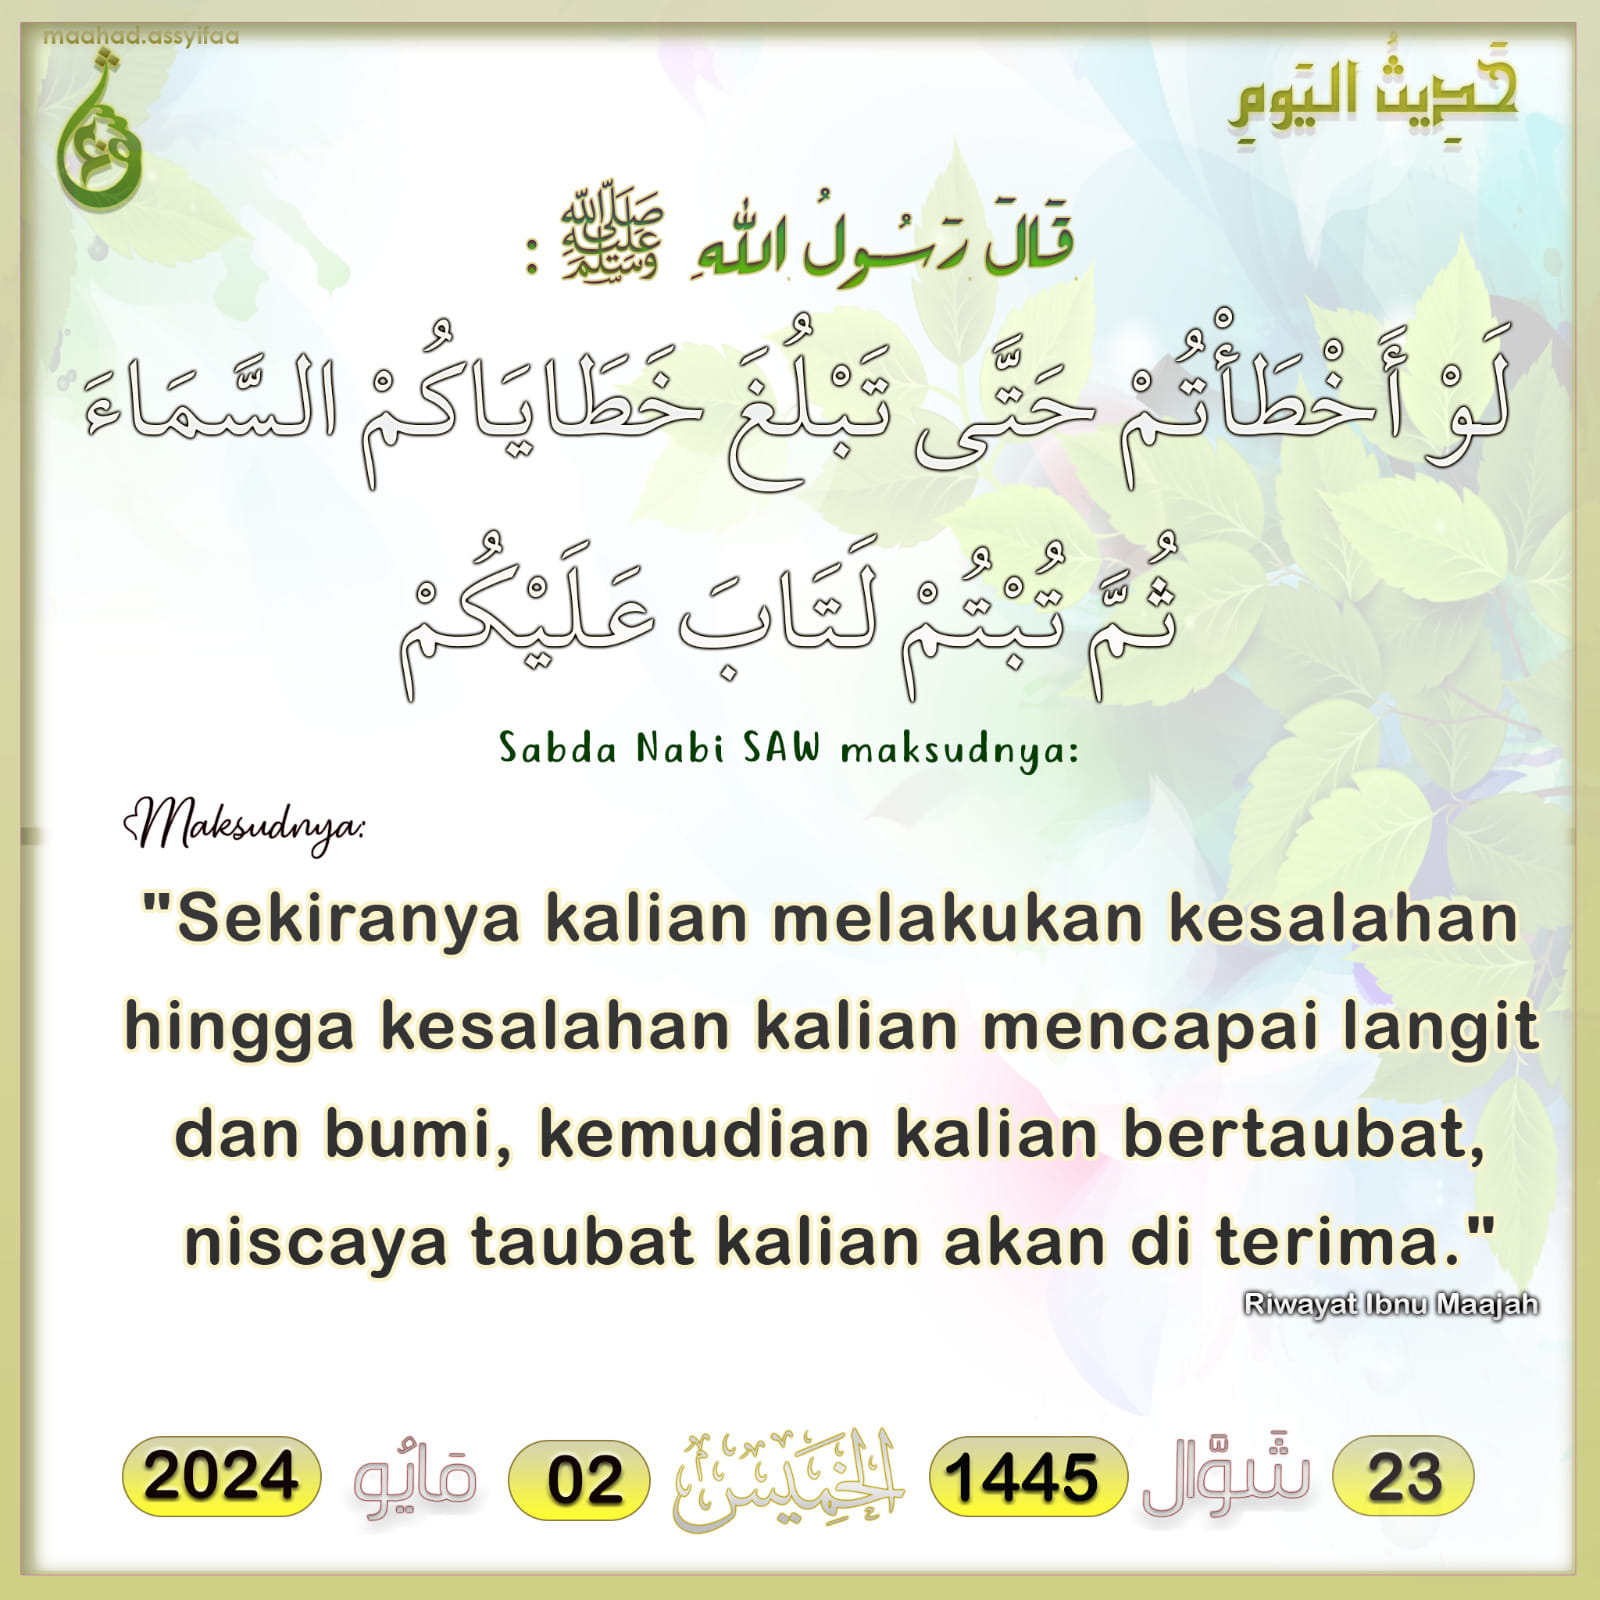 maahad.assyifaa
حَدِيثُ اليَومِ
قَالَ رَسُولُ اللهِ ﷺ :
لَوْ أَخْطَأْتُمْ حَتَّى تَبْلُغَ خَطَايَاكُمْ السَّمَاءَ
ثُمَّ تُبْتُمْ لَتَابَ عَلَيْكُمْ
Sabda Nabi SAW maksudnya:
Maksudnya:
"Sekiranya kalian melakukan kesalahan
hingga kesalahan kalian mencapai langit
dan bumi, kemudian kalian bertaubat,
niscaya taubat kalian akan di terima."
Riwayat Ibnu Maajah
23 شَوَّال 1445 الخَمِيْس 02 مَايُو 2024